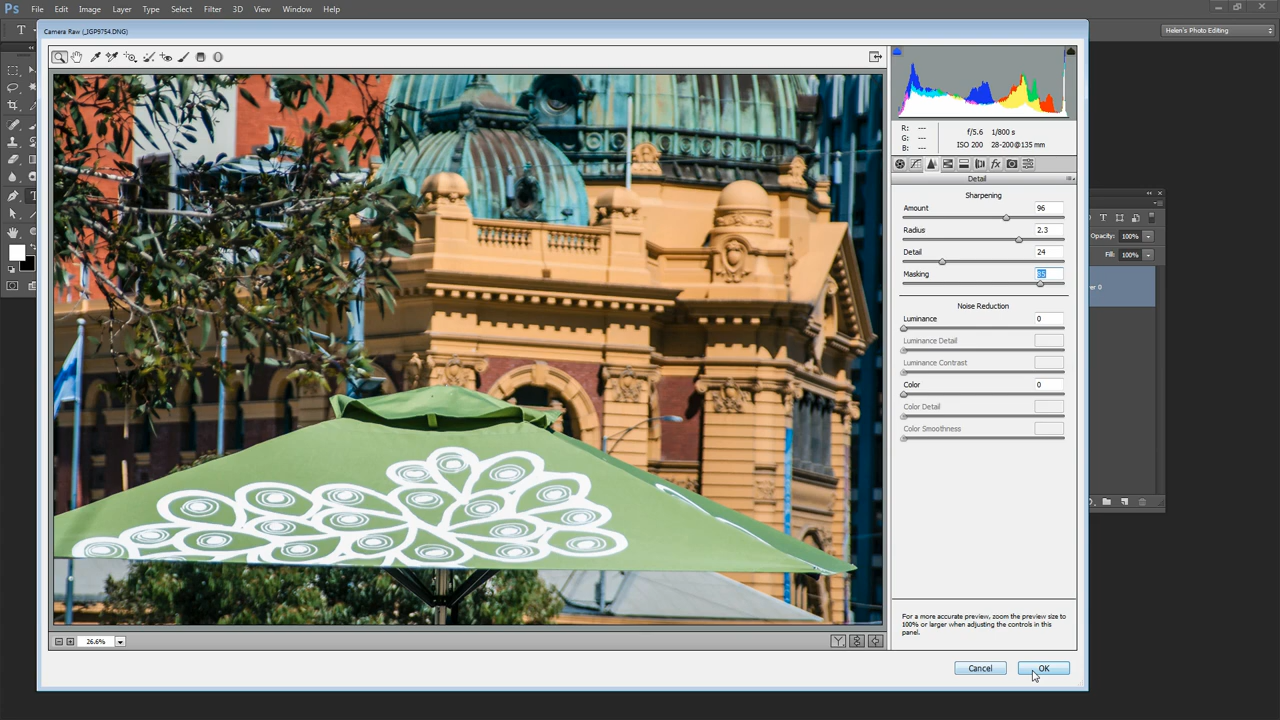 Ps File Edit Image Layer Type Select Filter 3D View Window Help
Helen's Photo Editing
Camera Raw (_IGP9754.DNG)
R: ---
G: ---
B: ---
f/5.6 1/800 s
ISO 200 28-200@135 mm
Detail
Sharpening
Amount 96
Radius 2.3
Detail 24
Masking 85
Noise Reduction
Luminance 0
Luminance Detail
Luminance Contrast
Color 0
Color Detail
Color Smoothness
Opacity: 100%
Fill: 100%
er 0
For a more accurate preview, zoom the preview size to
100% or larger when adjusting the controls in this
panel.
26.6%
Cancel OK